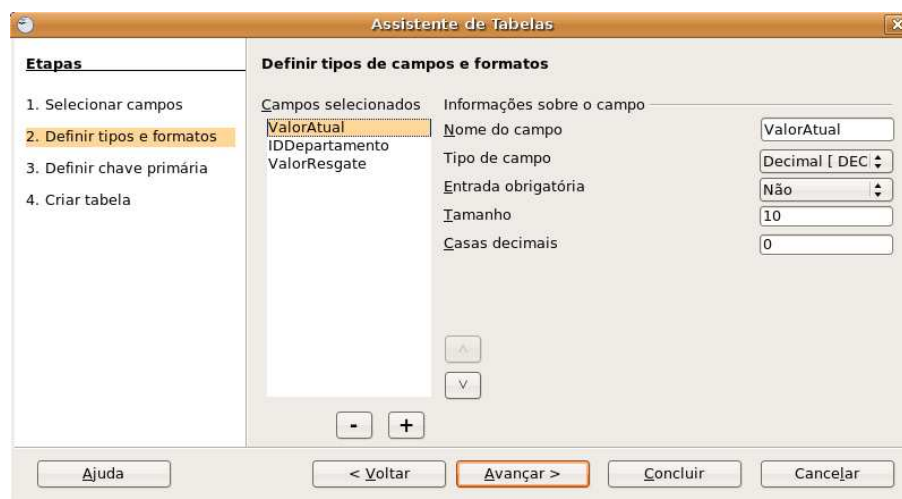 Assistente de Tabelas
Etapas
1. Selecionar campos
2. Definir tipos e formatos
3. Definir chave primária
4. Criar tabela
Definir tipos de campos e formatos
Campos selecionados
ValorAtual
IDDepartamento
ValorResgate
Informações sobre o campo
Nome do campo ValorAtual
Tipo de campo Decimal [ DEC
Entrada obrigatória Não
Tamanho 10
Casas decimais 0
^
v
- +
Ajuda < Voltar Avançar > Concluir Cancelar